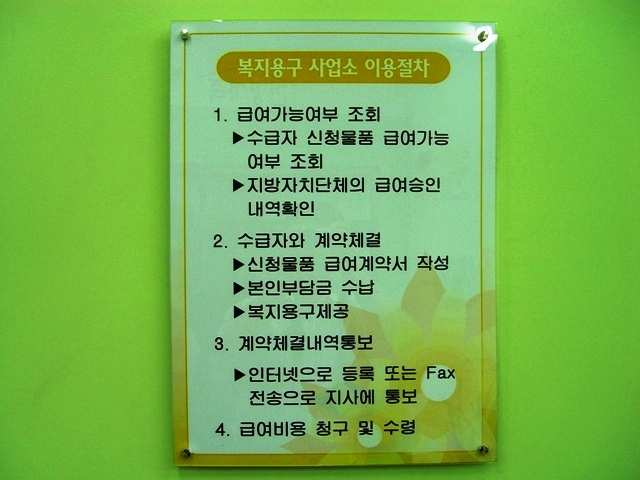 복지용구 사업소 이용절차
1. 급여가능여부 조회
▶수급자 신청물품 급여가능
여부 조회
▶지방자치단체의 급여승인
내역확인
2. 수급자와 계약체결
▶신청물품 급여계약서 작성
▶본인부담금 수납
▶복지용구제공
3. 계약체결내역통보
▶인터넷으로 등록 또는 Fax
전송으로 지사에 통보
4. 급여비용 청구 및 수령